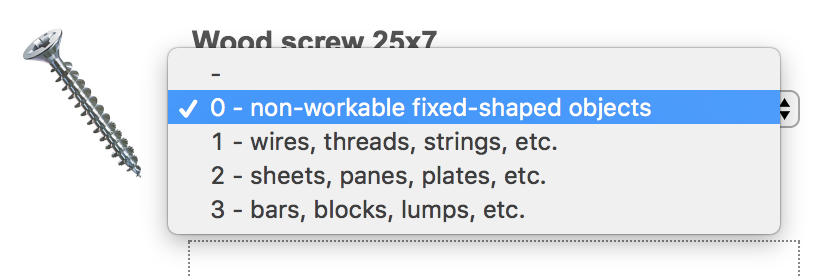 Wood screw 25x7
-
✓ 0 - non-workable fixed-shaped objects
1 - wires, threads, strings, etc.
2 - sheets, panes, plates, etc.
3 - bars, blocks, lumps, etc.